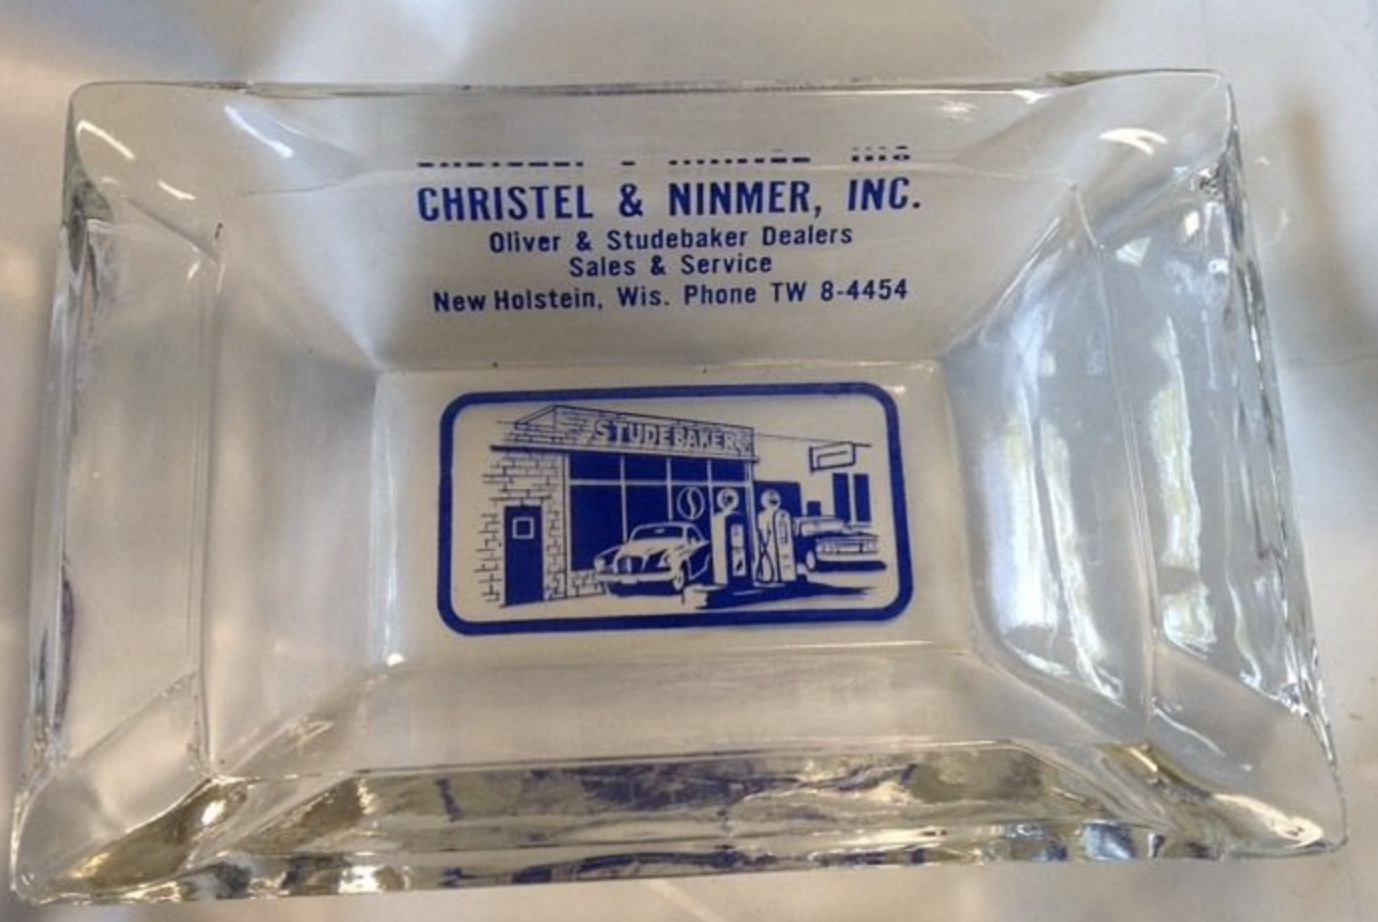 CHRISTEL & NINMER, INC.
Oliver & Studebaker Dealers
Sales & Service
New Holstein, Wis. Phone TW 8-4454
STUDEBAKER